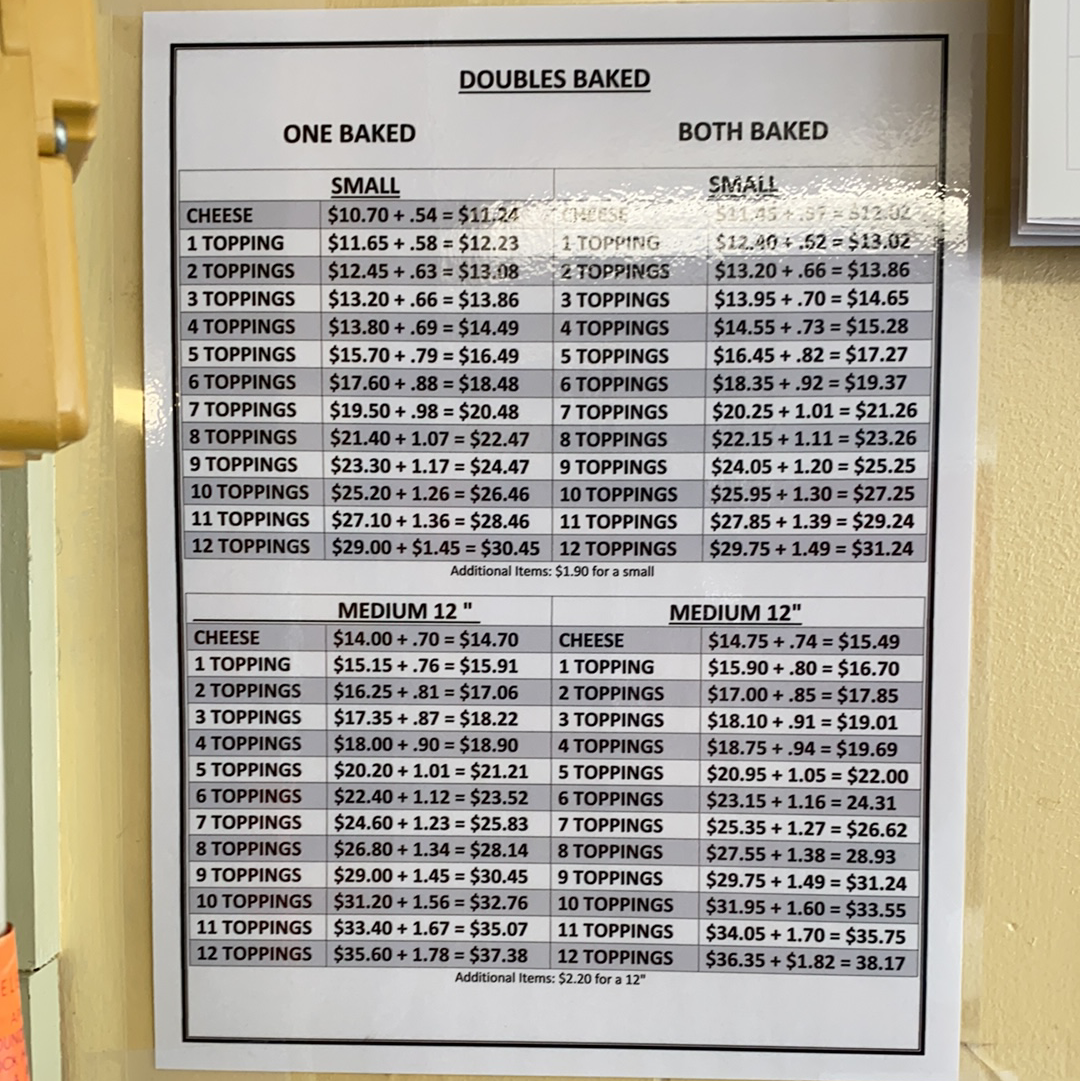 DOUBLES BAKED
ONE BAKED BOTH BAKED
SMALL SMALL
CHEESE $10.70 + .54 = $11.24 CHEESE $11.45 + .57 = $12.02
1 TOPPING $11.65 + .58 = $12.23 1 TOPPING $12.40 + .62 = $13.02
2 TOPPINGS $12.45 + .63 = $13.08 2 TOPPINGS $13.20 + .66 = $13.86
3 TOPPINGS $13.20 + .66 = $13.86 3 TOPPINGS $13.95 + .70 = $14.65
4 TOPPINGS $13.80 + .69 = $14.49 4 TOPPINGS $14.55 + .73 = $15.28
5 TOPPINGS $15.70 + .79 = $16.49 5 TOPPINGS $16.45 + .82 = $17.27
6 TOPPINGS $17.60 + .88 = $18.48 6 TOPPINGS $18.35 + .92 = $19.37
7 TOPPINGS $19.50 + .98 = $20.48 7 TOPPINGS $20.25 + 1.01 = $21.26
8 TOPPINGS $21.40 + 1.07 = $22.47 8 TOPPINGS $22.15 + 1.11 = $23.26
9 TOPPINGS $23.30 + 1.17 = $24.47 9 TOPPINGS $24.05 + 1.20 = $25.25
10 TOPPINGS $25.20 + 1.26 = $26.46 10 TOPPINGS $25.95 + 1.30 = $27.25
11 TOPPINGS $27.10 + 1.36 = $28.46 11 TOPPINGS $27.85 + 1.39 = $29.24
12 TOPPINGS $29.00 + $1.45 = $30.45 12 TOPPINGS $29.75 + 1.49 = $31.24
Additional Items: $1.90 for a small
MEDIUM 12 " MEDIUM 12"
CHEESE $14.00 + .70 = $14.70 CHEESE $14.75 + .74 = $15.49
1 TOPPING $15.15 + .76 = $15.91 1 TOPPING $15.90 + .80 = $16.70
2 TOPPINGS $16.25 + .81 = $17.06 2 TOPPINGS $17.00 + .85 = $17.85
3 TOPPINGS $17.35 + .87 = $18.22 3 TOPPINGS $18.10 + .91 = $19.01
4 TOPPINGS $18.00 + .90 = $18.90 4 TOPPINGS $18.75 + .94 = $19.69
5 TOPPINGS $20.20 + 1.01 = $21.21 5 TOPPINGS $20.95 + 1.05 = $22.00
6 TOPPINGS $22.40 + 1.12 = $23.52 6 TOPPINGS $23.15 + 1.16 = 24.31
7 TOPPINGS $24.60 + 1.23 = $25.83 7 TOPPINGS $25.35 + 1.27 = $26.62
8 TOPPINGS $26.80 + 1.34 = $28.14 8 TOPPINGS $27.55 + 1.38 = 28.93
9 TOPPINGS $29.00 + 1.45 = $30.45 9 TOPPINGS $29.75 + 1.49 = $31.24
10 TOPPINGS $31.20 + 1.56 = $32.76 10 TOPPINGS $31.95 + 1.60 = $33.55
11 TOPPINGS $33.40 + 1.67 = $35.07 11 TOPPINGS $34.05 + 1.70 = $35.75
12 TOPPINGS $35.60 + 1.78 = $37.38 12 TOPPINGS $36.35 + $1.82 = 38.17
Additional Items: $2.20 for a 12"